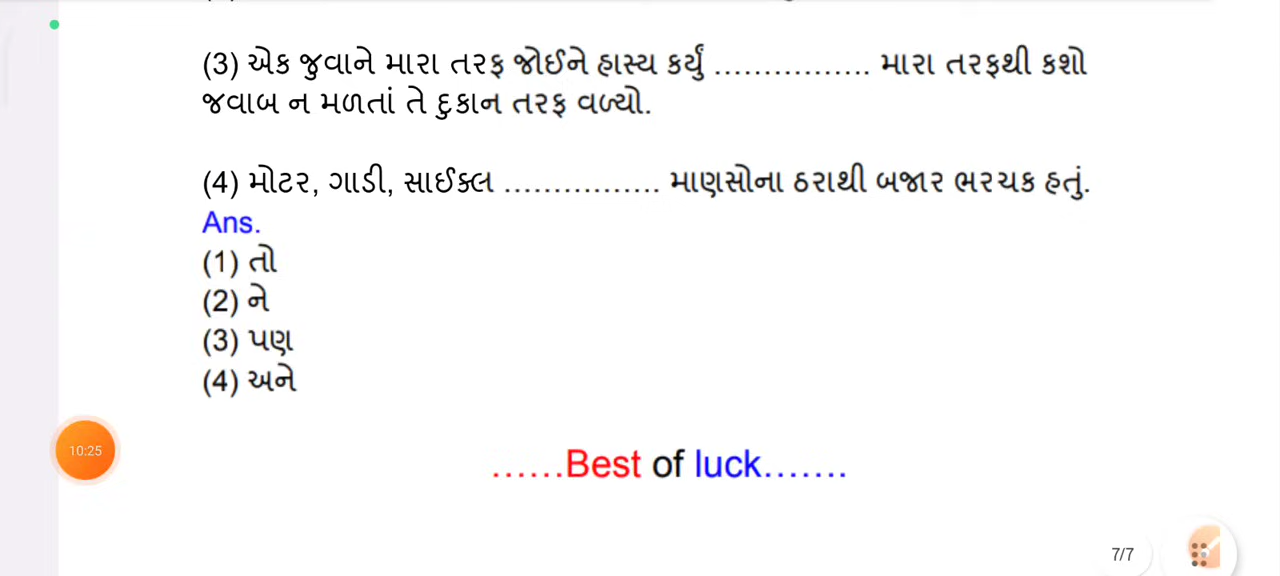 (3) એક જુવાને મારા તરફ જોઈને હાસ્ય કર્યું ................ મારા તરફથી કશો
જવાબ ન મળતાં તે દુકાન તરફ વળ્યો.
(4) મોટર, ગાડી, સાઈકલ ................ માણસોના ઠરાથી બજાર ભરચક હતું.
Ans.
(1) તો
(2) ને
(3) પણ
(4) અને
10:25
......Best of luck.......
7/7